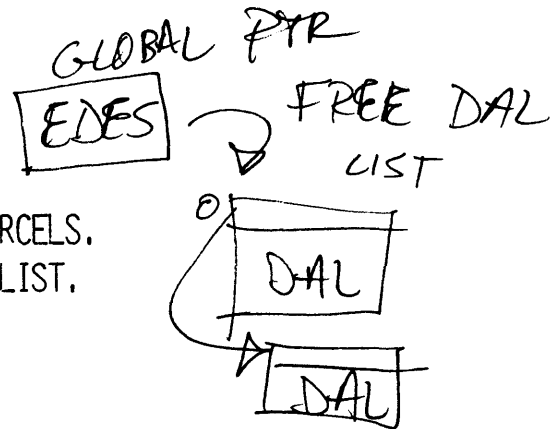 GLOBAL PTR
EDES
FREE DAL
LIST
RCELS.
LIST.
0
DAL
DAL